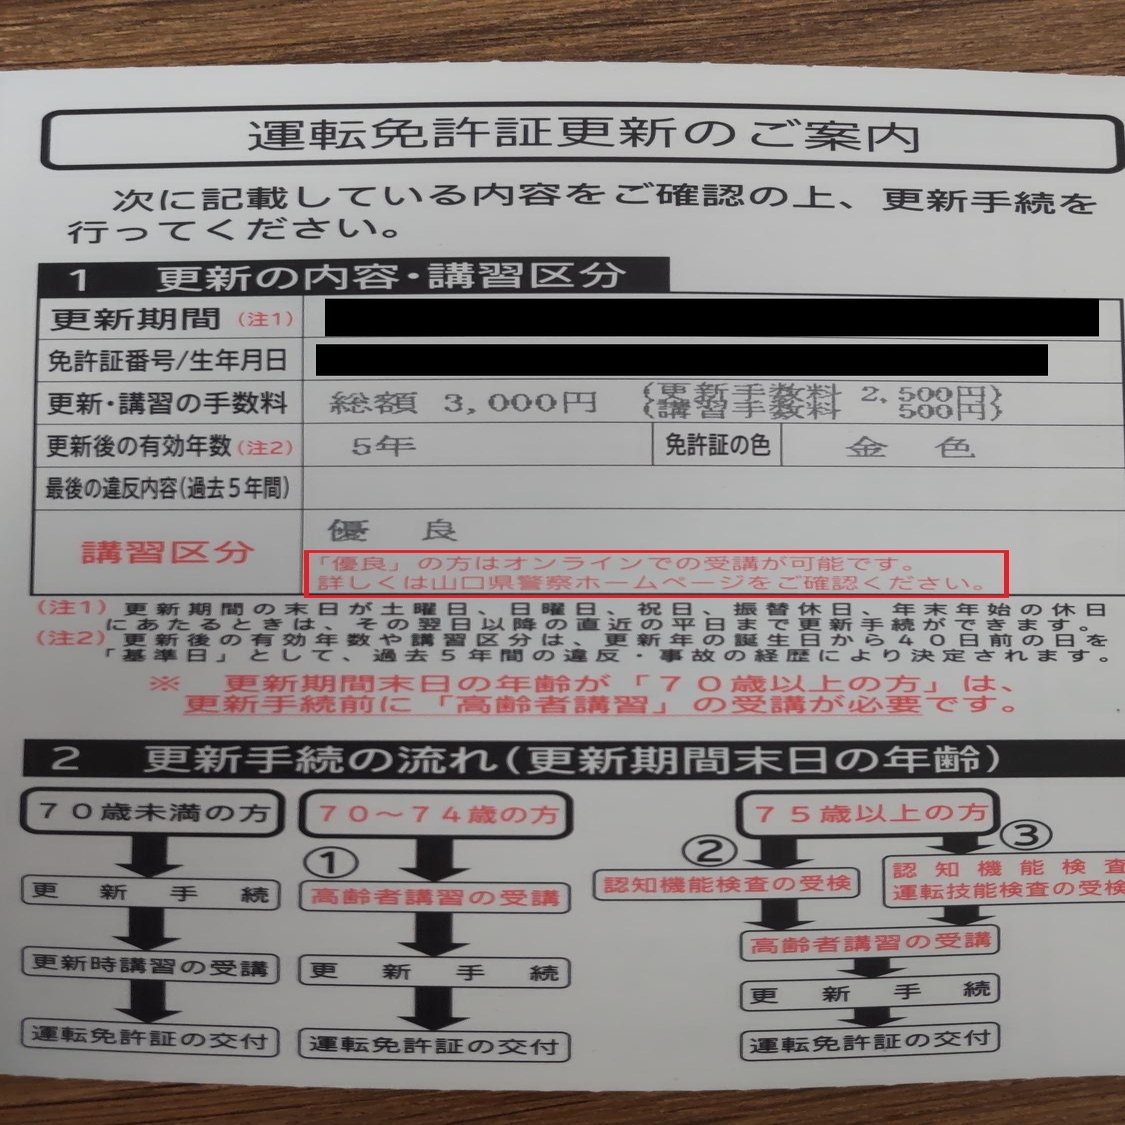 運転免許証更新のご案内
次に記載している内容をご確認の上、更新手続を
行ってください。
1 更新の内容・講習区分
更新期間(注1)
免許証番号/生年月日
更新・講習の手数料 総額 3,000円 {更新手数料 2,500円}
{講習手数料 500円}
更新後の有効年数(注2) 5年 免許証の色 金 色
最後の違反内容(過去5年間)
講習区分 優 良
「優良」の方はオンラインでの受講が可能です。
詳しくは山口県警察ホームページをご確認ください。
(注1) 更新期間の末日が土曜日、日曜日、祝日、振替休日、年末年始の休日
にあたるときは、その翌日以降の直近の平日まで更新手続ができます。
(注2) 更新後の有効年数や講習区分は、更新年の誕生日から40日前の日を
「基準日」として、過去5年間の違反・事故の経歴により決定されます。
※ 更新期間末日の年齢が「70歳以上の方」は、
更新手続前に「高齢者講習」の受講が必要です。
2 更新手続の流れ(更新期間末日の年齢)
70歳未満の方
更新手続
更新時講習の受講
運転免許証の交付
70〜74歳の方
①
高齢者講習の受講
更新手続
運転免許証の交付
75歳以上の方
②
認知機能検査の受検
③
認知機能検査
運転技能検査の受検
高齢者講習の受講
更新手続
運転免許証の交付